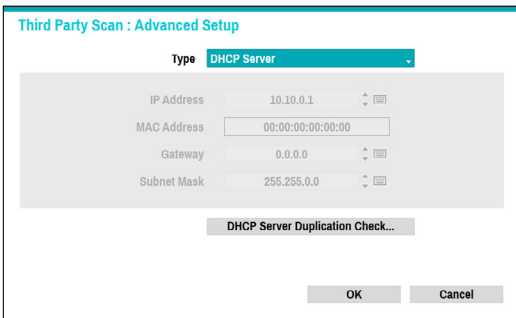 Third Party Scan : Advanced Setup
Type DHCP Server
IP Address 10.10.0.1
MAC Address 00:00:00:00:00:00
Gateway 0.0.0.0
Subnet Mask 255.255.0.0
DHCP Server Duplication Check...
OK Cancel